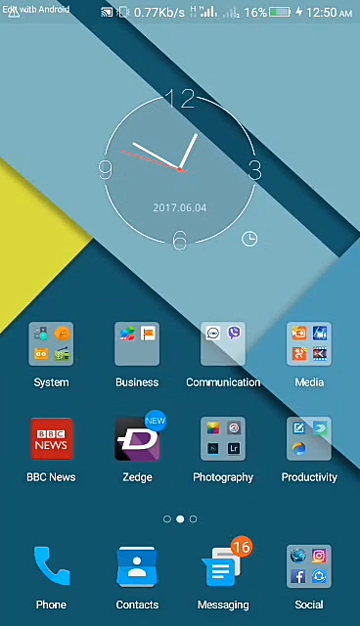 Edit with Android
0.77Kb/s H 16% 12:50 AM
12
9 3
2017.06.04
6
System Business Communication Media
BBC
NEWS
NEW
BBC News Zedge Photography Productivity
Lr
16
Phone Contacts Messaging Social